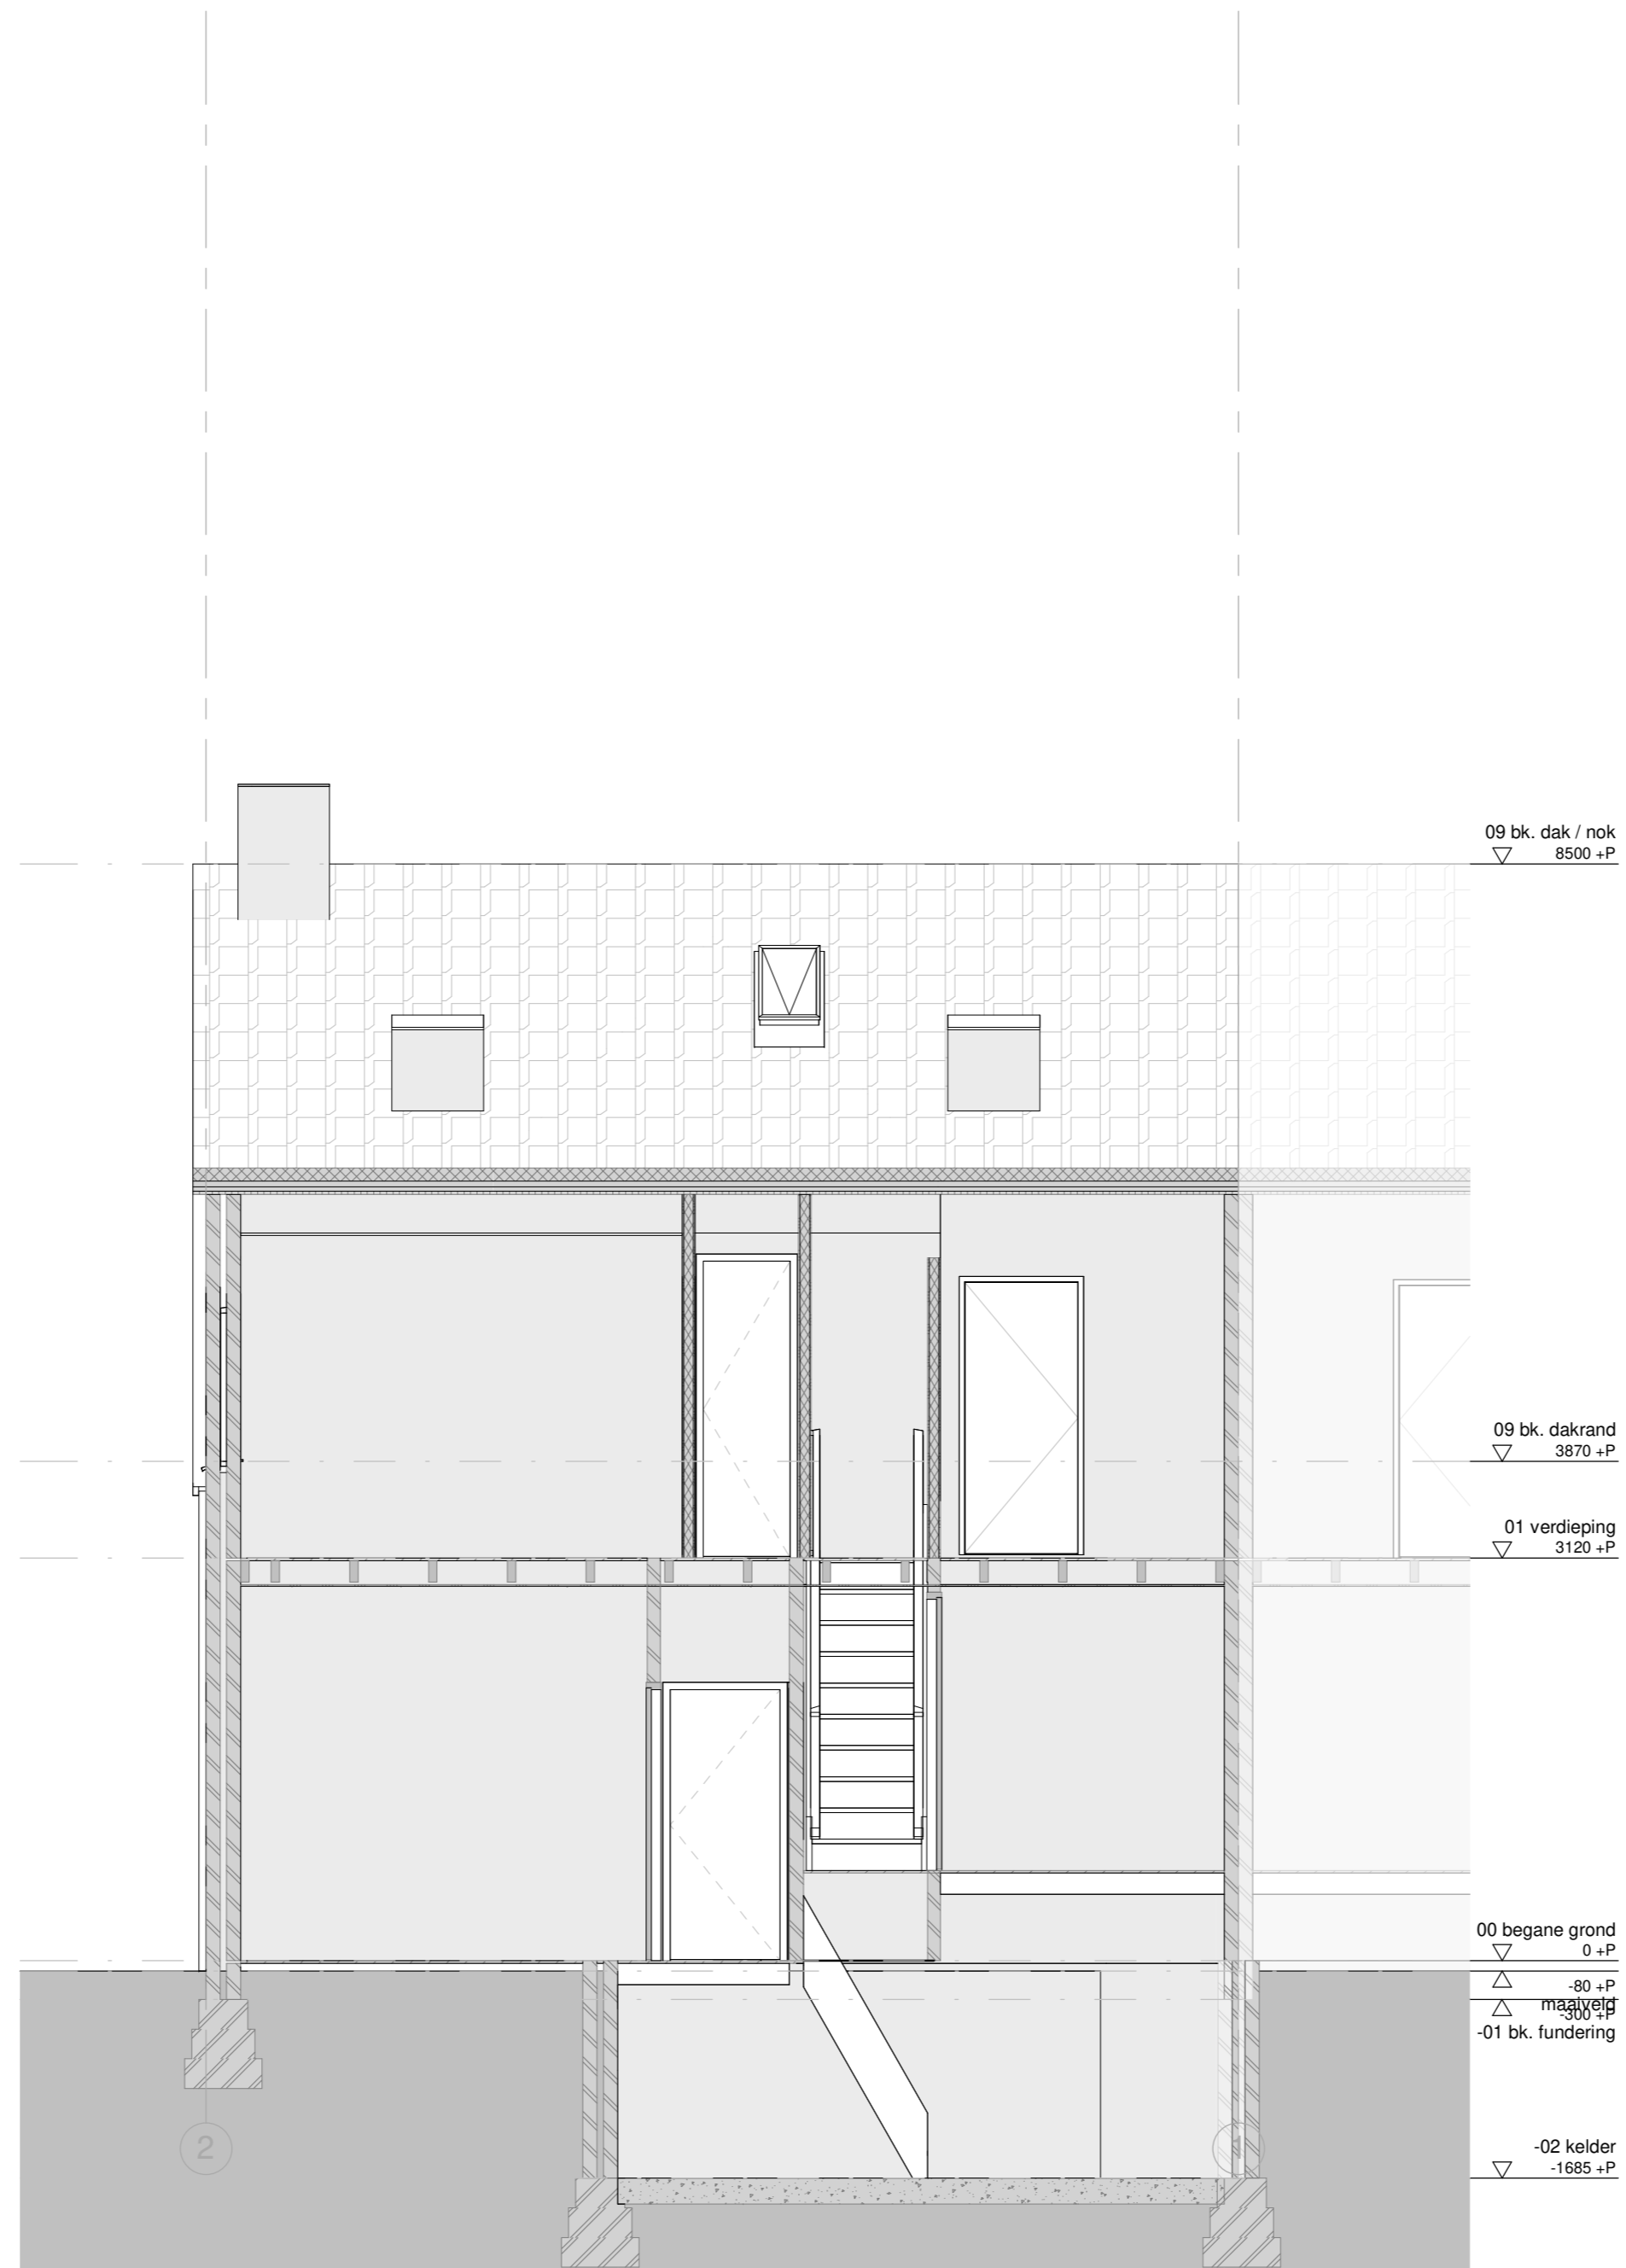 09 bk. dak / nok
8500 +P
09 bk. dakrand
3870 +P
01 verdieping
3120 +P
00 begane grond
0 +P
-80 +P
maaiveld
-300 +P
-01 bk. fundering
2
1
-02 kelder
-1685 +P